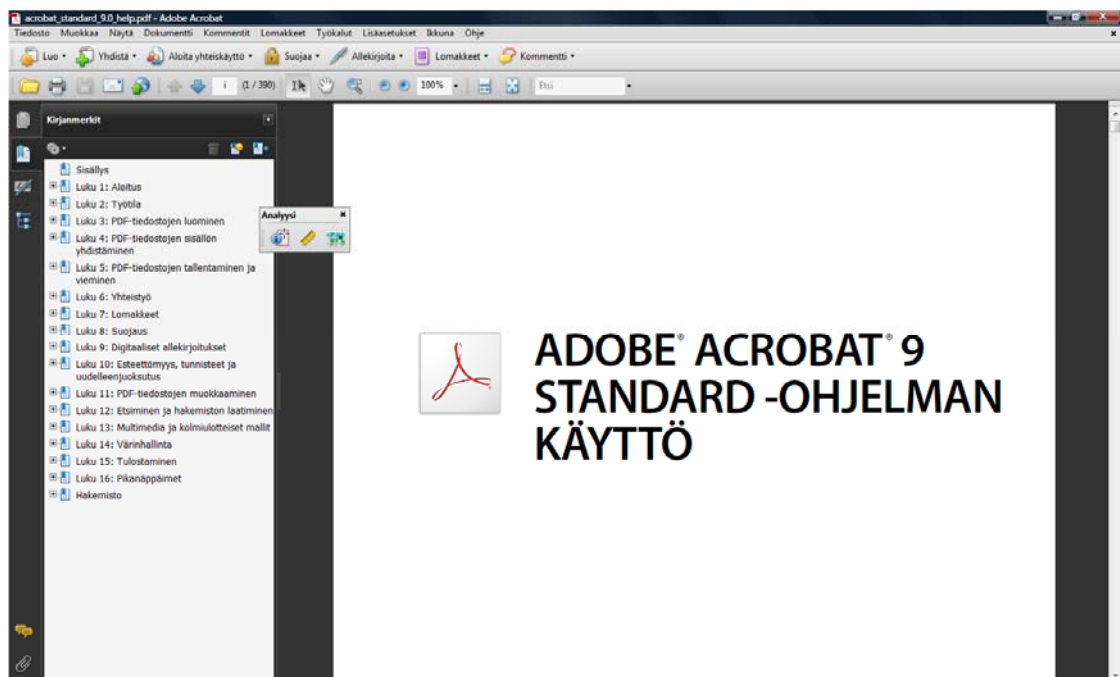 acrobat_standard_9.0_help.pdf - Adobe Acrobat
Tiedosto Muokkaa Näytä Dokumentti Kommentit Lomakkeet Työkalut Lisäasetukset Ikkuna Ohje
Luo Yhdistä Aloita yhteiskäyttö Suojaa Allekirjoita Lomakkeet Kommentti
i (1 / 390) 100% Etsi
Kirjanmerkit
Sisällys
Luku 1: Aloitus
Luku 2: Työtila
Luku 3: PDF-tiedostojen luominen
Luku 4: PDF-tiedostojen sisällön
yhdistäminen
Luku 5: PDF-tiedostojen tallentaminen ja
vieminen
Luku 6: Yhteistyö
Luku 7: Lomakkeet
Luku 8: Suojaus
Luku 9: Digitaaliset allekirjoitukset
Luku 10: Esteettömyys, tunnisteet ja
uudelleenjuoksutus
Luku 11: PDF-tiedostojen muokkaaminen
Luku 12: Etsiminen ja hakemiston laatiminen
Luku 13: Multimedia ja kolmiulotteiset mallit
Luku 14: Värinhallinta
Luku 15: Tulostaminen
Luku 16: Pikanäppäimet
Hakemisto
Analyysi
ADOBE® ACROBAT® 9
STANDARD -OHJELMAN
KÄYTTÖ